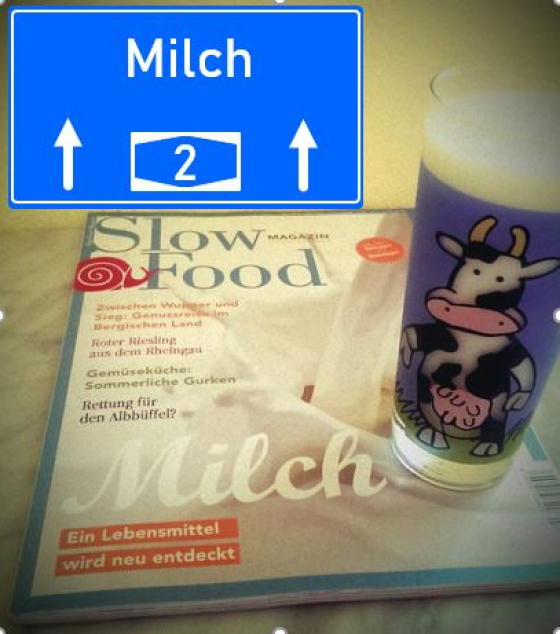 Milch
2
Slow
MAGAZIN
Food
Zwischen Wupper und
Sieg: Genussreise im
Bergischen Land
Roter Riesling
aus dem Rheingau
Gemüseküche:
Sommerliche Gurken
Rettung für
den Albbüffel?
Milch
Ein Lebensmittel
wird neu entdeckt